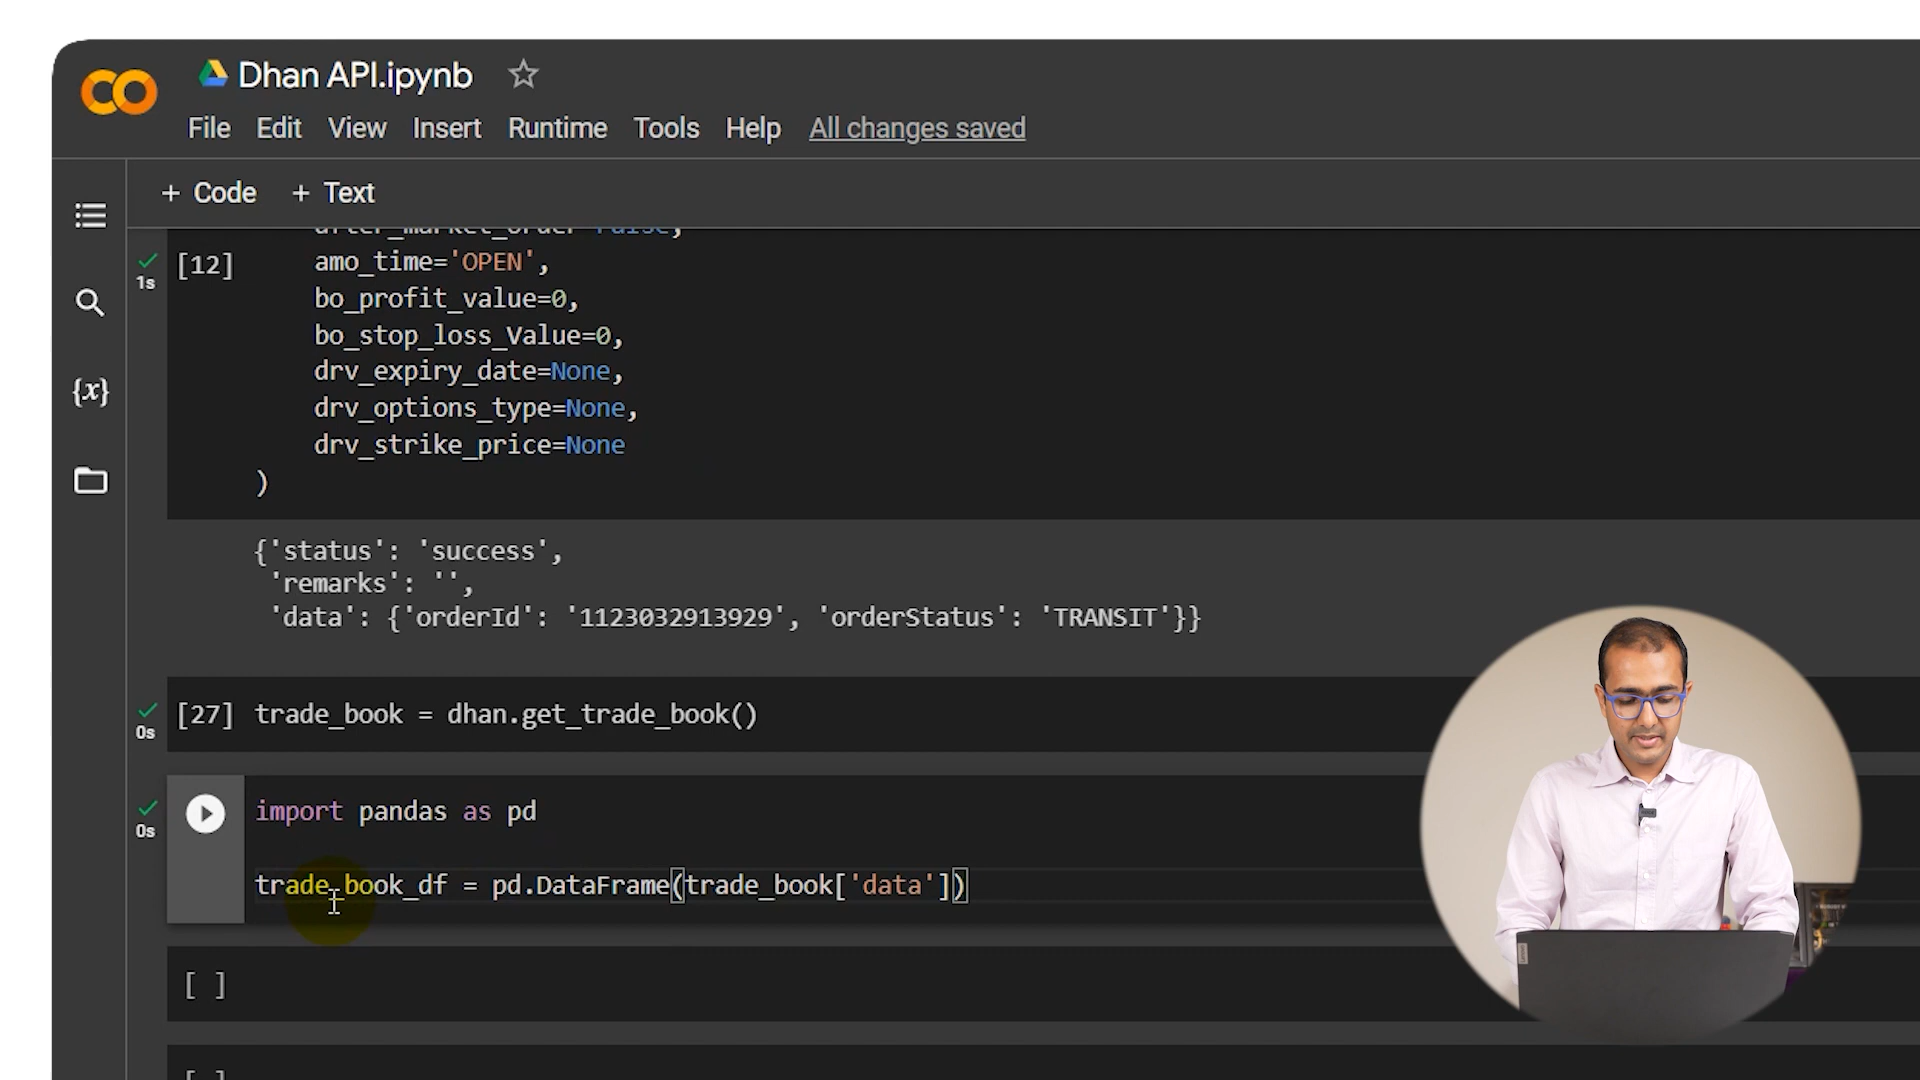 Dhan API.ipynb
File Edit View Insert Runtime Tools Help All changes saved
+ Code + Text
after_market_order=False,
1s [12] amo_time='OPEN',
bo_profit_value=0,
bo_stop_loss_Value=0,
drv_expiry_date=None,
drv_options_type=None,
drv_strike_price=None
)
{'status': 'success',
'remarks': '',
'data': {'orderId': '1123032913929', 'orderStatus': 'TRANSIT'}}
0s [27] trade_book = dhan.get_trade_book()
0s import pandas as pd
trade_book_df = pd.DataFrame(trade_book['data'])
[ ]
[ ]